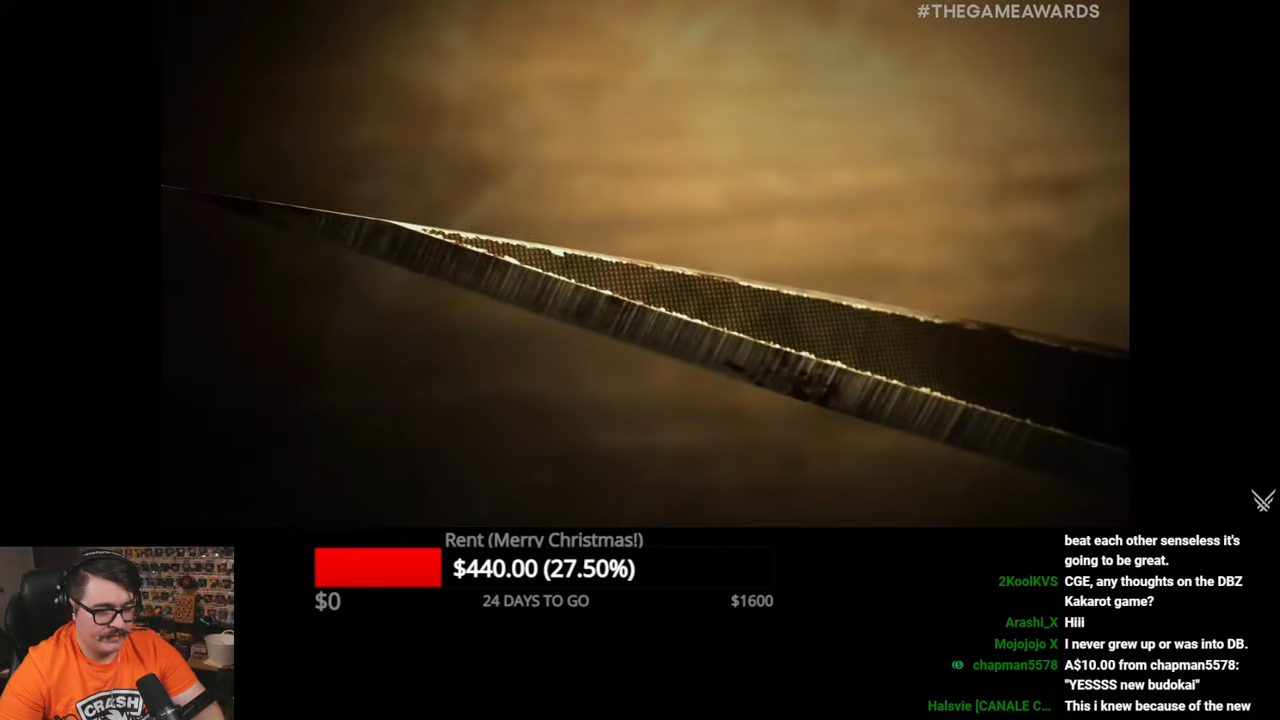 #THEGAMEAWARDS
Rent (Merry Christmas!)
$440.00 (27.50%)
$0
24 DAYS TO GO
$1600
CRASH
beat each other senseless it's
going to be great.
2KoolKVS CGE, any thoughts on the DBZ
Kakarot game?
Arashi_X Hiii
Mojojojo X I never grew up or was into DB.
chapman5578 A$10.00 from chapman5578:
"YESSSS new budokai"
Halsvie [CANALE C... This i knew because of the new